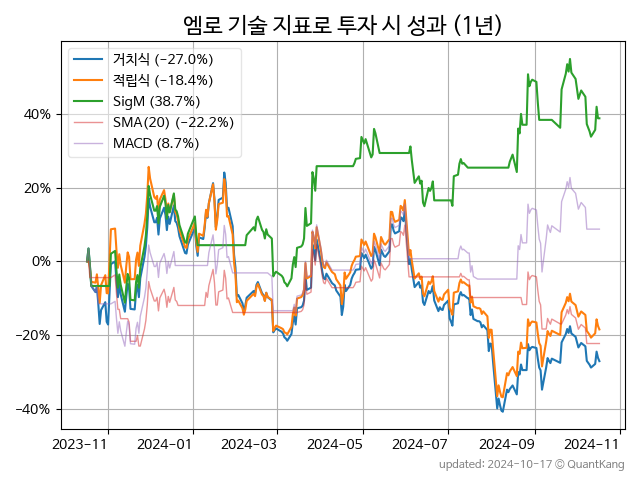 엠로 기술 지표로 투자 시 성과 (1년)
거치식 (-27.0%)
적립식 (-18.4%)
SigM (38.7%)
SMA(20) (-22.2%)
MACD (8.7%)
40%
20%
0%
-20%
-40%
2023-11 2024-01 2024-03 2024-05 2024-07 2024-09 2024-11
updated: 2024-10-17 © QuantKang